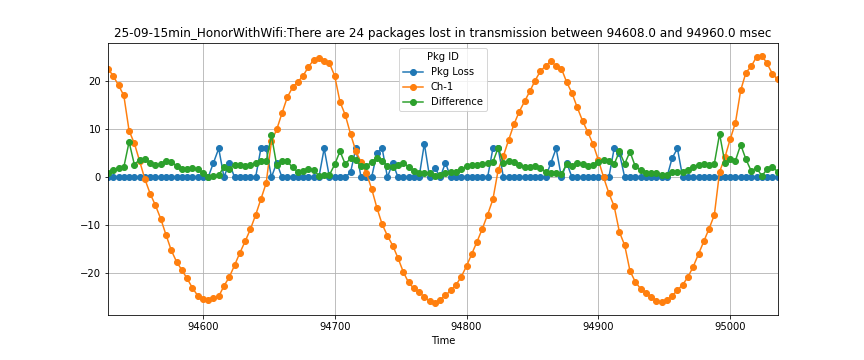 25-09-15min_HonorWithWifi:There are 24 packages lost in transmission between 94608.0 and 94960.0 msec
Pkg ID
Pkg Loss
Ch-1
Difference
20
10
0
−10
−20
94600 94700 94800 94900 95000
Time